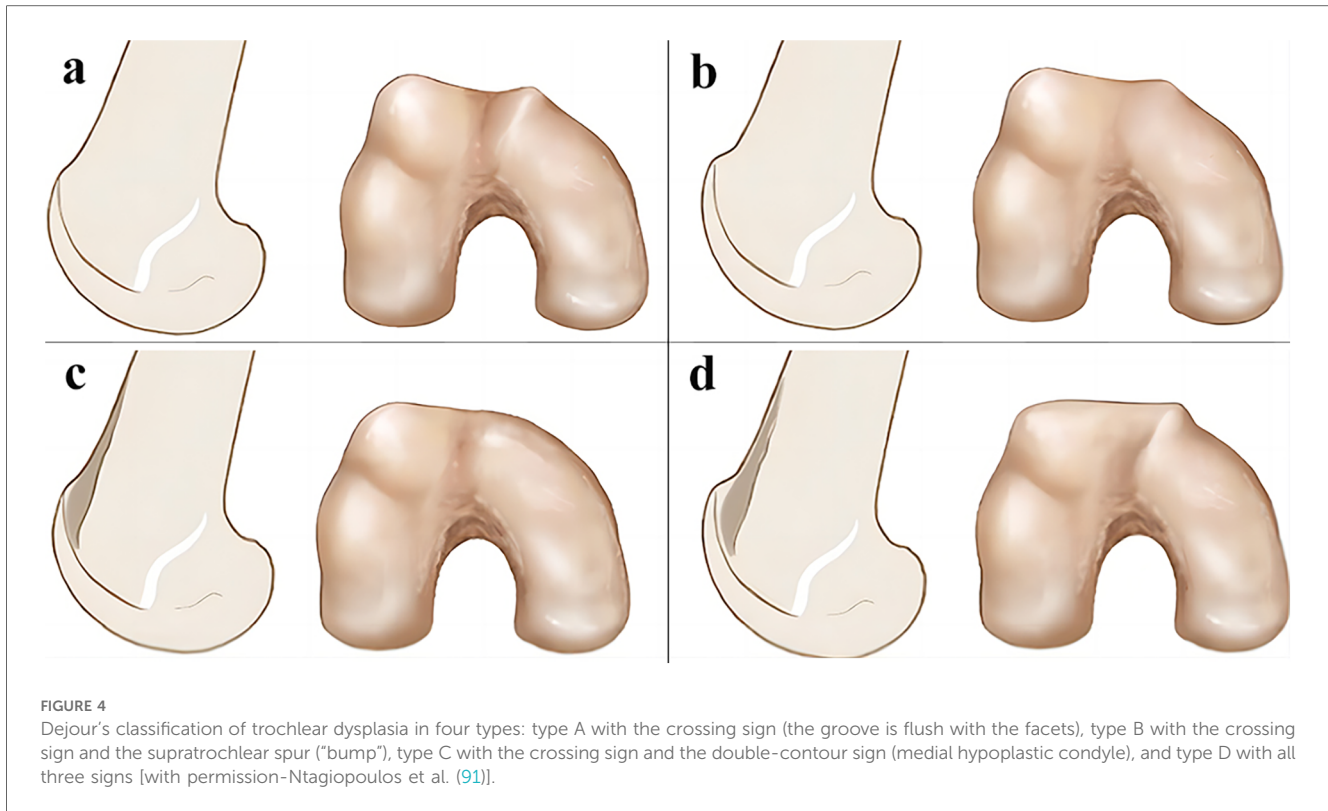 a
b
c
d
FIGURE 4
Dejour's classification of trochlear dysplasia in four types: type A with the crossing sign (the groove is flush with the facets), type B with the crossing
sign and the supratrochlear spur ("bump"), type C with the crossing sign and the double-contour sign (medial hypoplastic condyle), and type D with all
three signs [with permission-Ntagiopoulos et al. (91)].